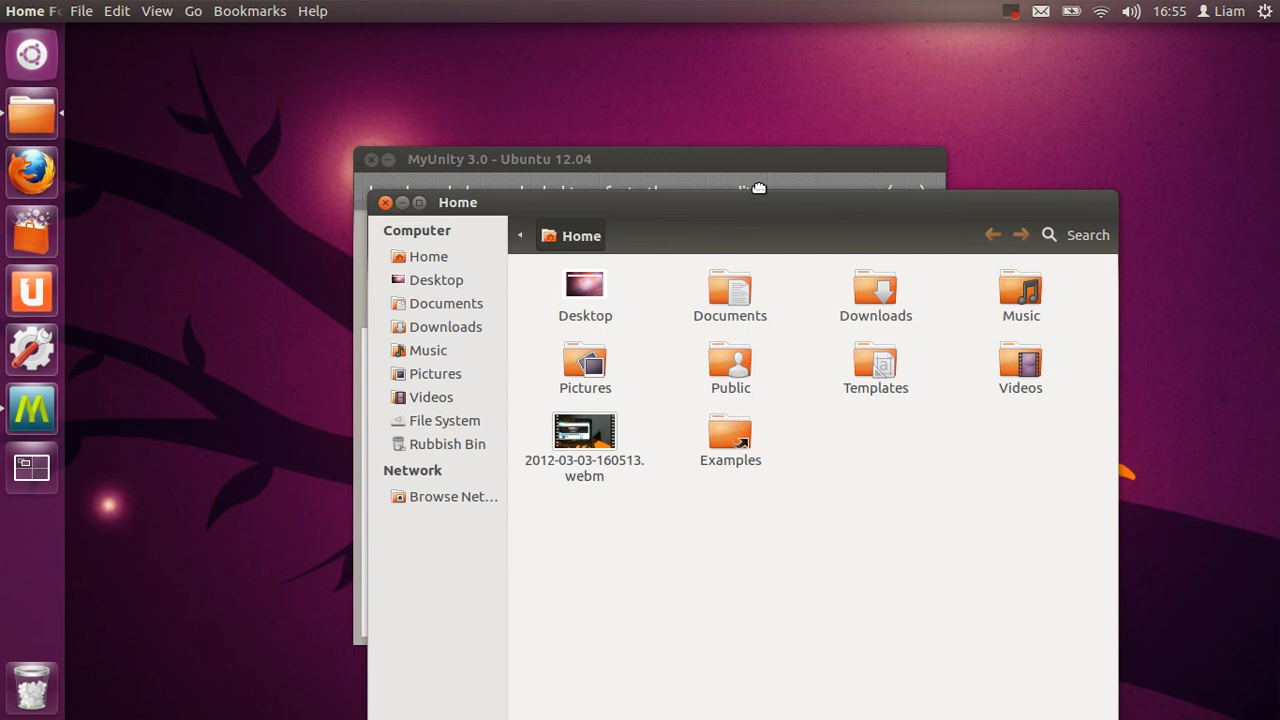 Home Fo File Edit View Go Bookmarks Help
16:55 Liam
MyUnity 3.0 - Ubuntu 12.04
Home
Computer
Home
Desktop
Documents
Downloads
Music
Pictures
Videos
File System
Rubbish Bin
Network
Browse Net...
Home
Search
Desktop Documents Downloads Music
Pictures Public Templates Videos
2012-03-03-160513.
webm
Examples